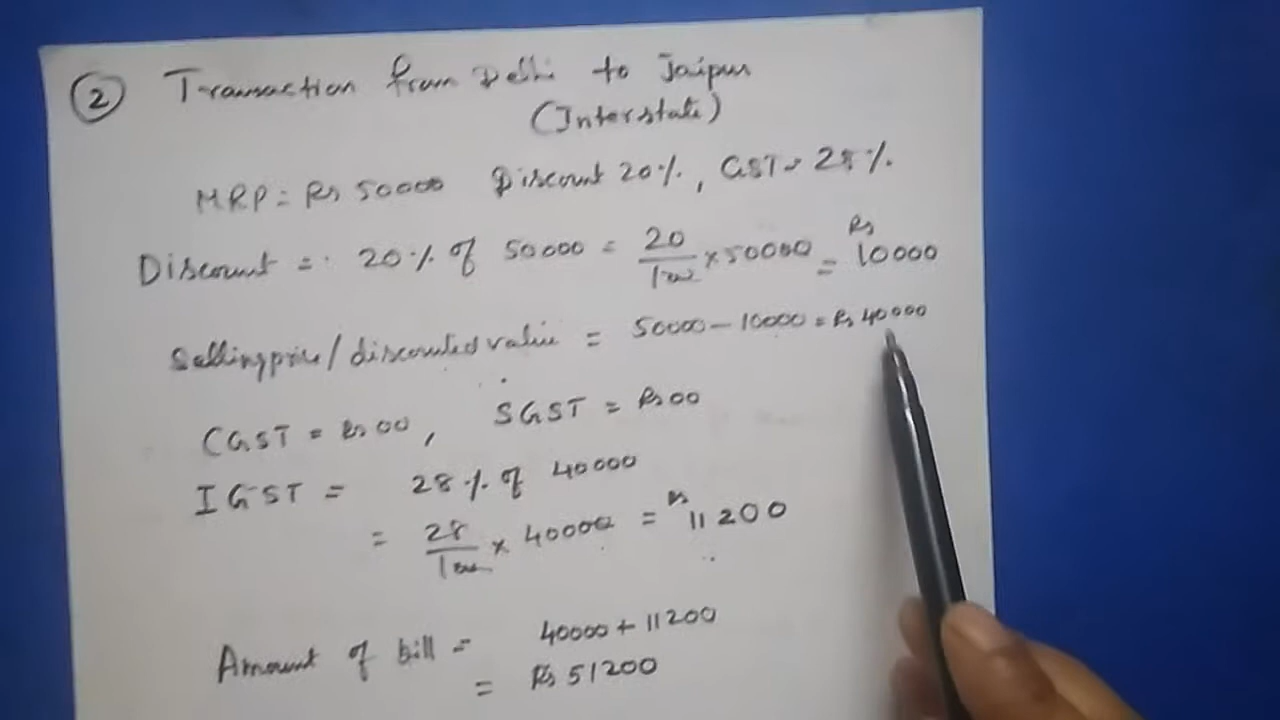 ② Transaction from Delhi to Jaipur
(Interstate)
MRP = Rs 50000 Discount 20%, GST = 28%
Discount = 20% of 50000 = 20/100 × 50000 = Rs 10000
Selling price/discounted value = 50000 - 10000 = Rs 40000
CGST = Rs 00, SGST = Rs 00
IGST = 28% of 40000
= 28/100 × 40000 = Rs 11200
Amount of bill = 40000 + 11200
= Rs 51200